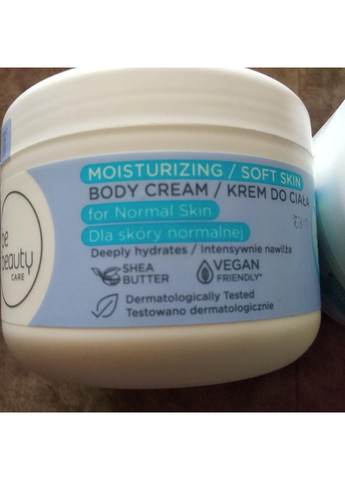 be
beauty
CARE
MOISTURIZING / SOFT SKIN
BODY CREAM / KREM DO CIAŁA
for Normal Skin
Dla skóry normalnej
Deeply hydrates / Intensywnie nawilża
SHEA
BUTTER
VEGAN
FRIENDLY*
Dermatologically Tested
Testowano dermatologicznie